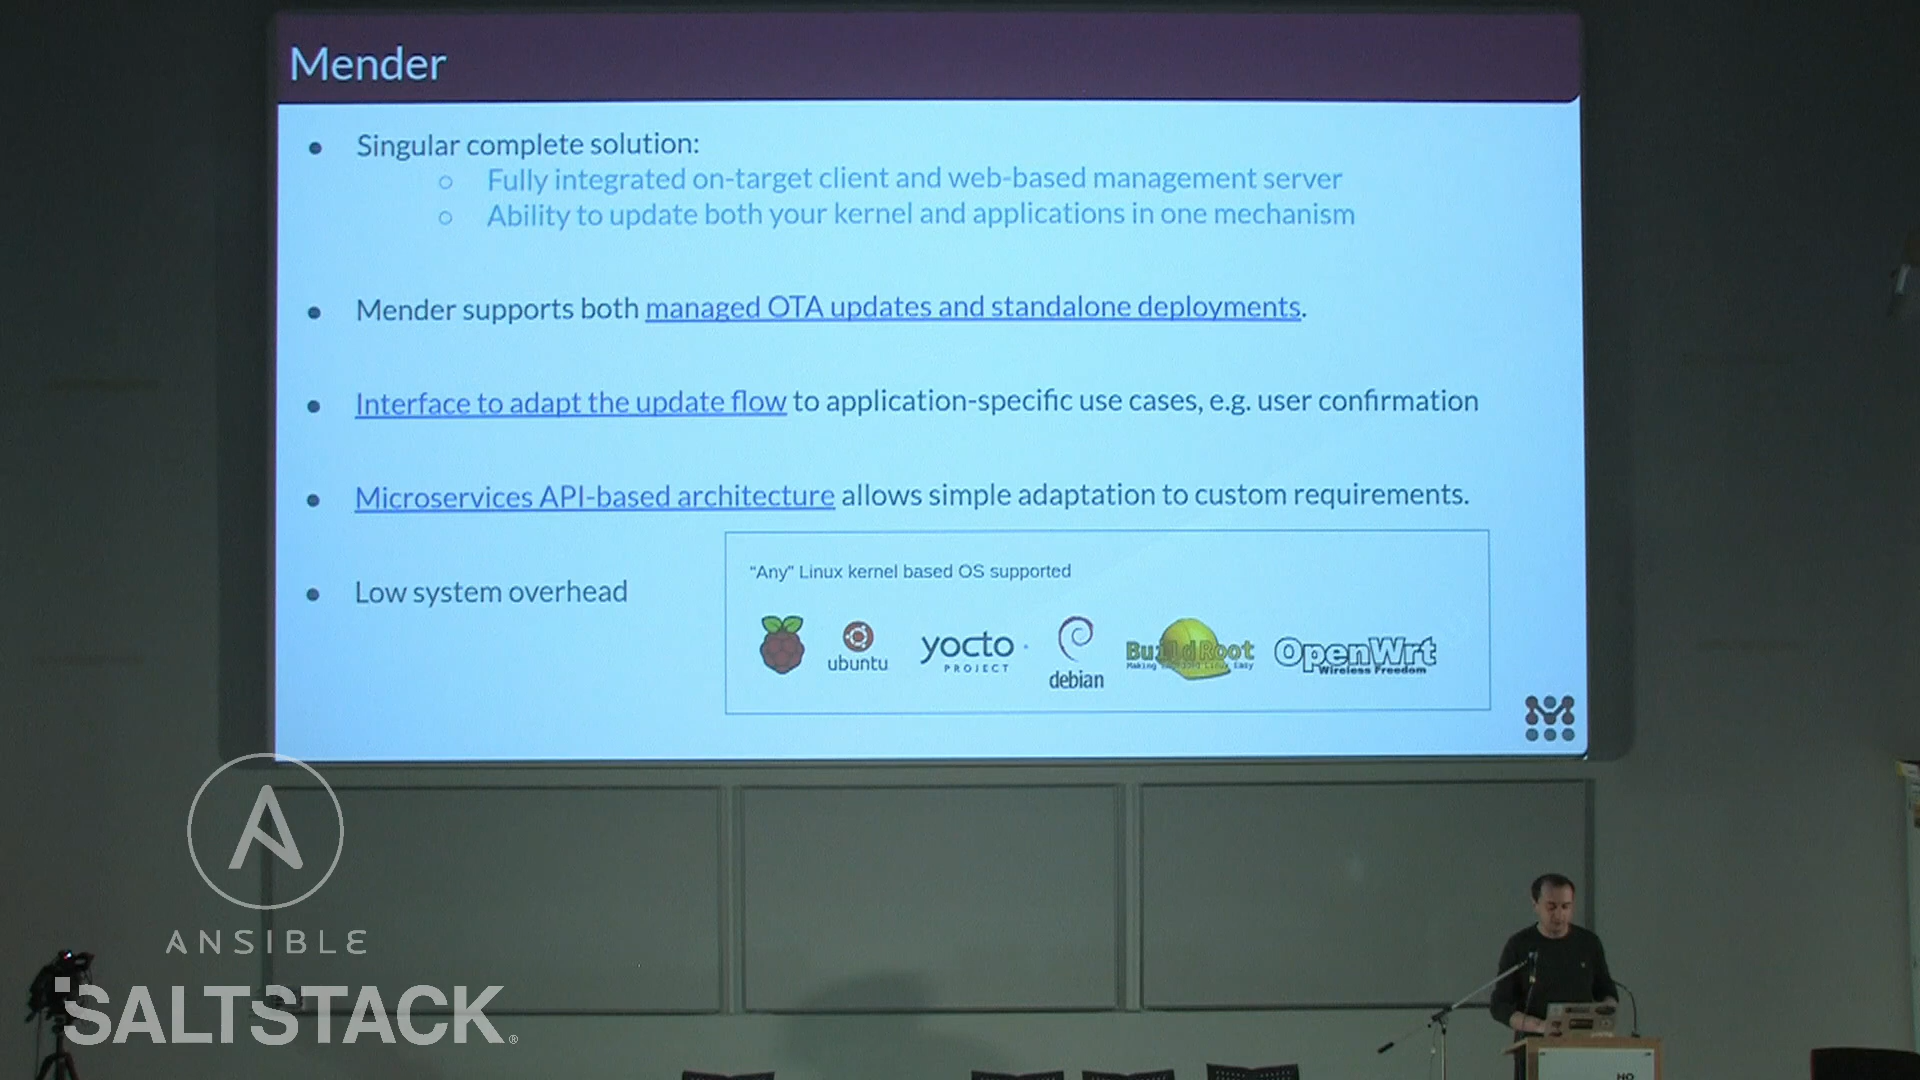 Mender
Singular complete solution:
Fully integrated on-target client and web-based management server
Ability to update both your kernel and applications in one mechanism
Mender supports both managed OTA updates and standalone deployments.
Interface to adapt the update flow to application-specific use cases, e.g. user confirmation
Microservices API-based architecture allows simple adaptation to custom requirements.
Low system overhead
“Any” Linux kernel based OS supported
ubuntu
yocto
PROJECT
debian
BuildRoot
OpenWrt
Wireless Freedom
ANSIBLE
SALTSTACK®
NO